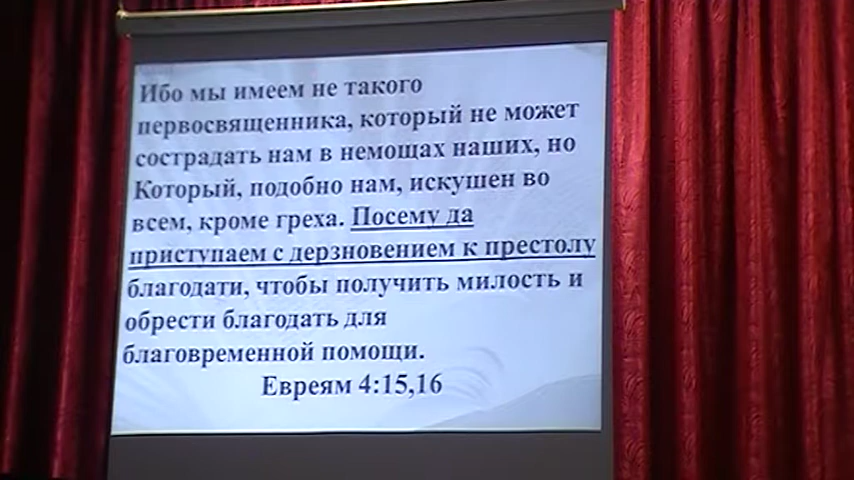 Ибо мы имеем не такого
первосвященника, который не может
сострадать нам в немощах наших, но
Который, подобно нам, искушен во
всем, кроме греха. Посему да
приступаем с дерзновением к престолу
благодати, чтобы получить милость и
обрести благодать для
благовременной помощи.
Евреям 4:15,16